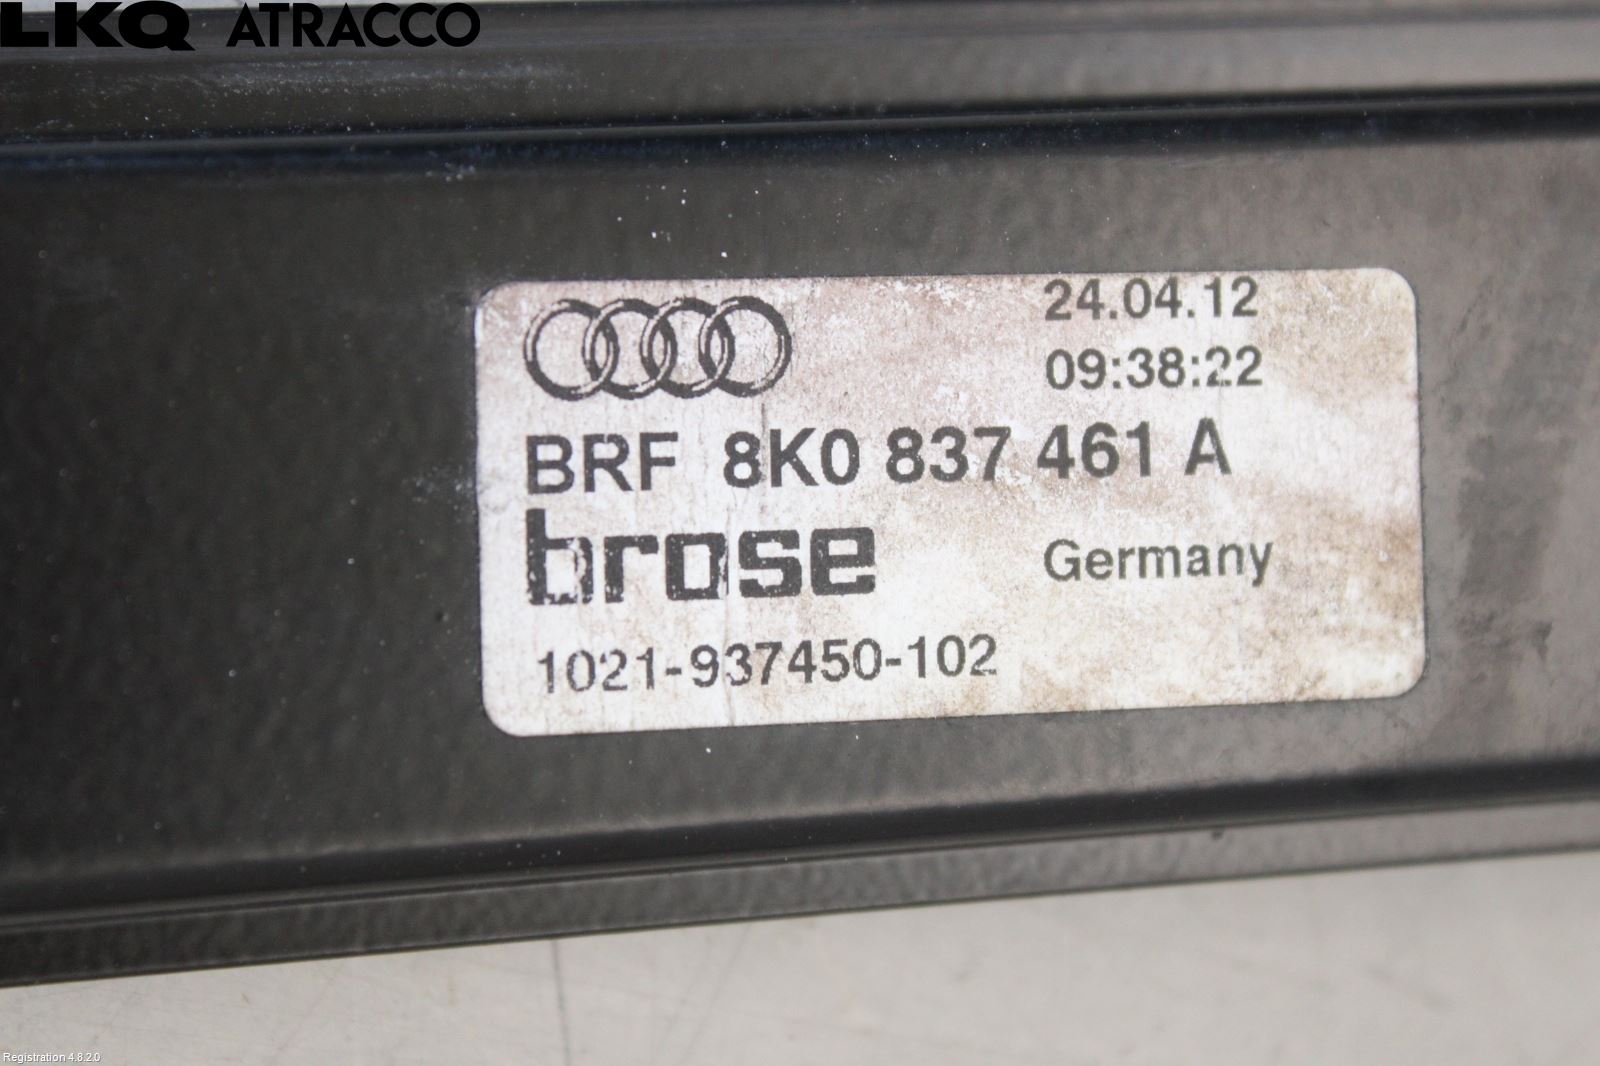 LKQ ATRACCO
24.04.12
09:38:22
BRF 8K0 837 461 A
brose
Germany
1021-937450-102
Registration 4.8.2.0